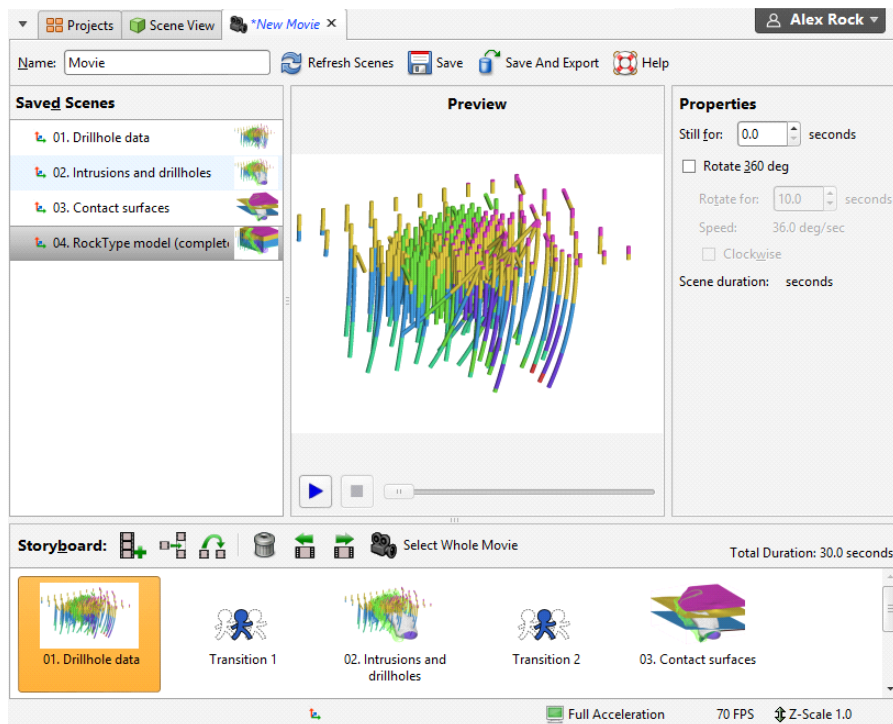 Projects
Scene View
*New Movie
Alex Rock
Name:
Movie
Refresh Scenes
Save
Save And Export
Help
Saved Scenes
01. Drillhole data
02. Intrusions and drillholes
03. Contact surfaces
04. RockType model (complet
Preview
Properties
Still for:
0.0
seconds
Rotate 360 deg
Rotate for:
10.0
seconds
Speed:
36.0 deg/sec
Clockwise
Scene duration:
seconds
Storyboard:
Select Whole Movie
Total Duration: 30.0 seconds
01. Drillhole data
Transition 1
02. Intrusions and
drillholes
Transition 2
03. Contact surfaces
Full Acceleration
70 FPS
Z-Scale 1.0